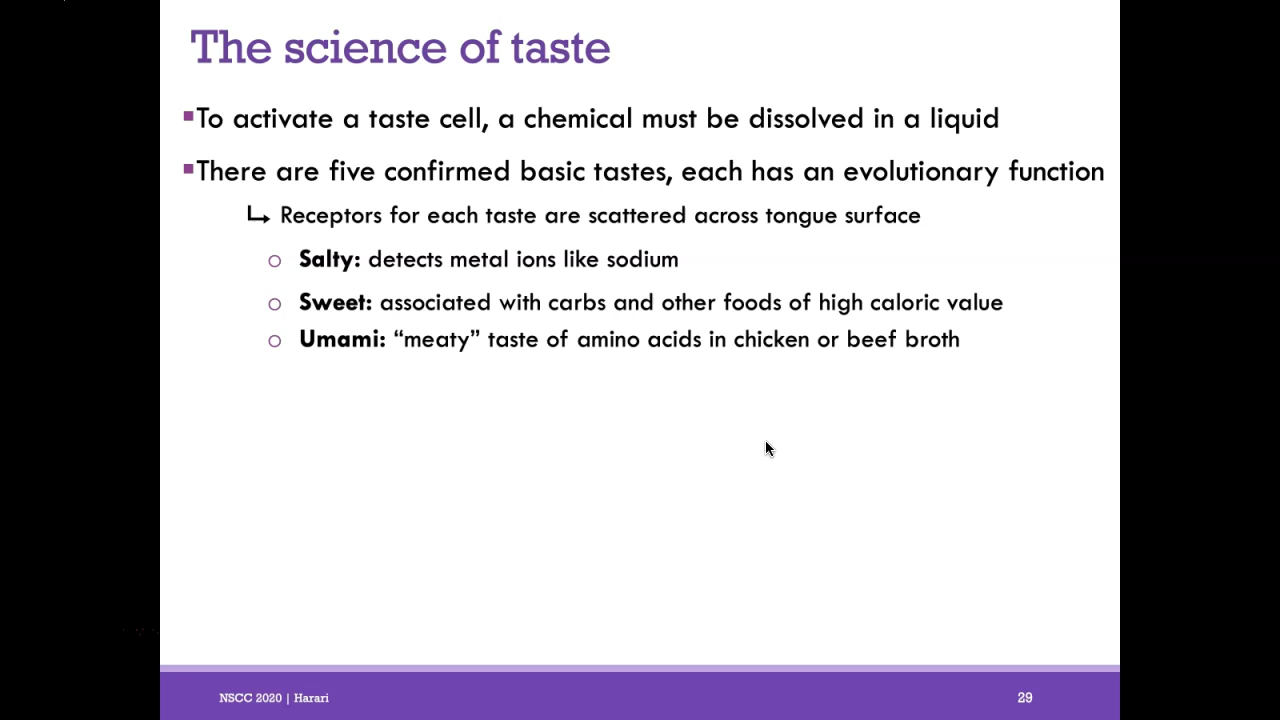 The science of taste
▪To activate a taste cell, a chemical must be dissolved in a liquid
▪There are five confirmed basic tastes, each has an evolutionary function
↳ Receptors for each taste are scattered across tongue surface
○ Salty: detects metal ions like sodium
○ Sweet: associated with carbs and other foods of high caloric value
○ Umami: “meaty” taste of amino acids in chicken or beef broth
NSCC 2020 | Harari
29